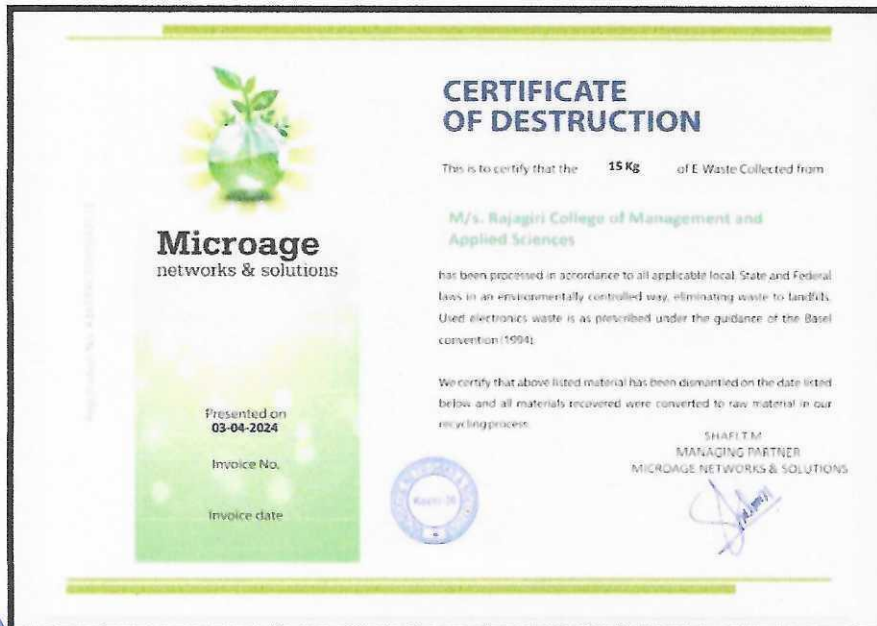 Microage
networks & solutions
Presented on
03-04-2024
Invoice No.
Invoice date
CERTIFICATE
OF DESTRUCTION
This is to certify that the 15 Kg of E Waste Collected from
M/s. Rajagiri College of Management and
Applied Sciences
has been processed in accordance to all applicable local, State and Federal
laws in an environmentally controlled way, eliminating waste to landfills.
Used electronics waste is as prescribed under the guidance of the Basel
convention (1994)
We certify that above listed material has been dismantled on the date listed
below and all materials recovered were converted to raw material in our
recycling process.
SHAFI.T.M
MANAGING PARTNER
MICROAGE NETWORKS & SOLUTIONS